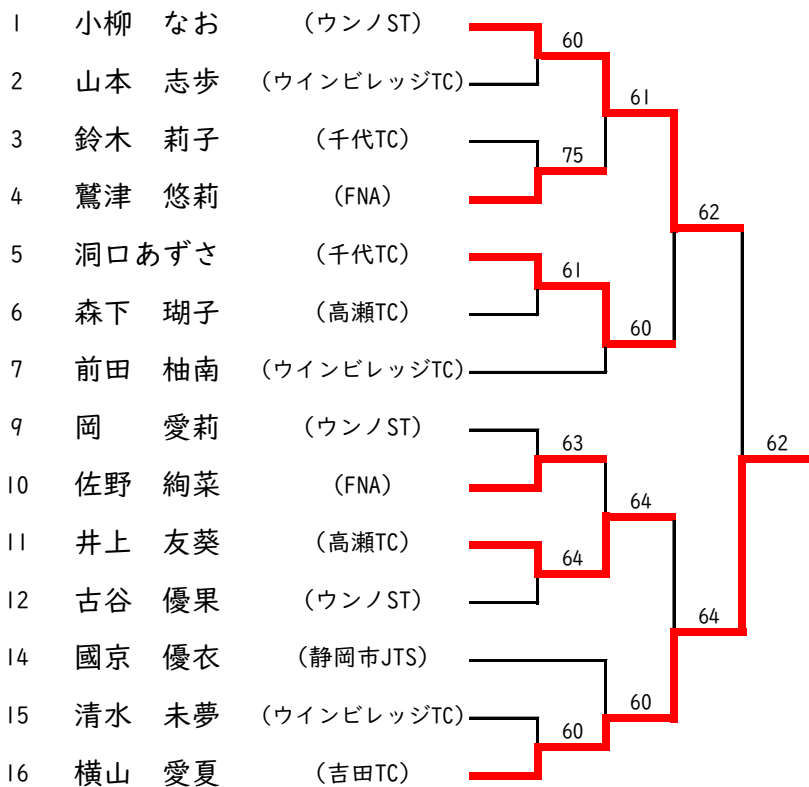 1 小柳 なお (ウンノST)
60
2 山本 志歩 (ウインビレッジTC)
61
3 鈴木 莉子 (千代TC)
75
4 鷲津 悠莉 (FNA)
62
5 洞口あずさ (千代TC)
61
6 森下 瑚子 (高瀬TC)
60
7 前田 柚南 (ウインビレッジTC)
9 岡 愛莉 (ウンノST)
63 62
10 佐野 絢菜 (FNA)
64
11 井上 友葵 (高瀬TC)
64
12 古谷 優果 (ウンノST)
64
14 國京 優衣 (静岡市JTS)
60
15 清水 未夢 (ウインビレッジTC)
60
16 横山 愛夏 (吉田TC)